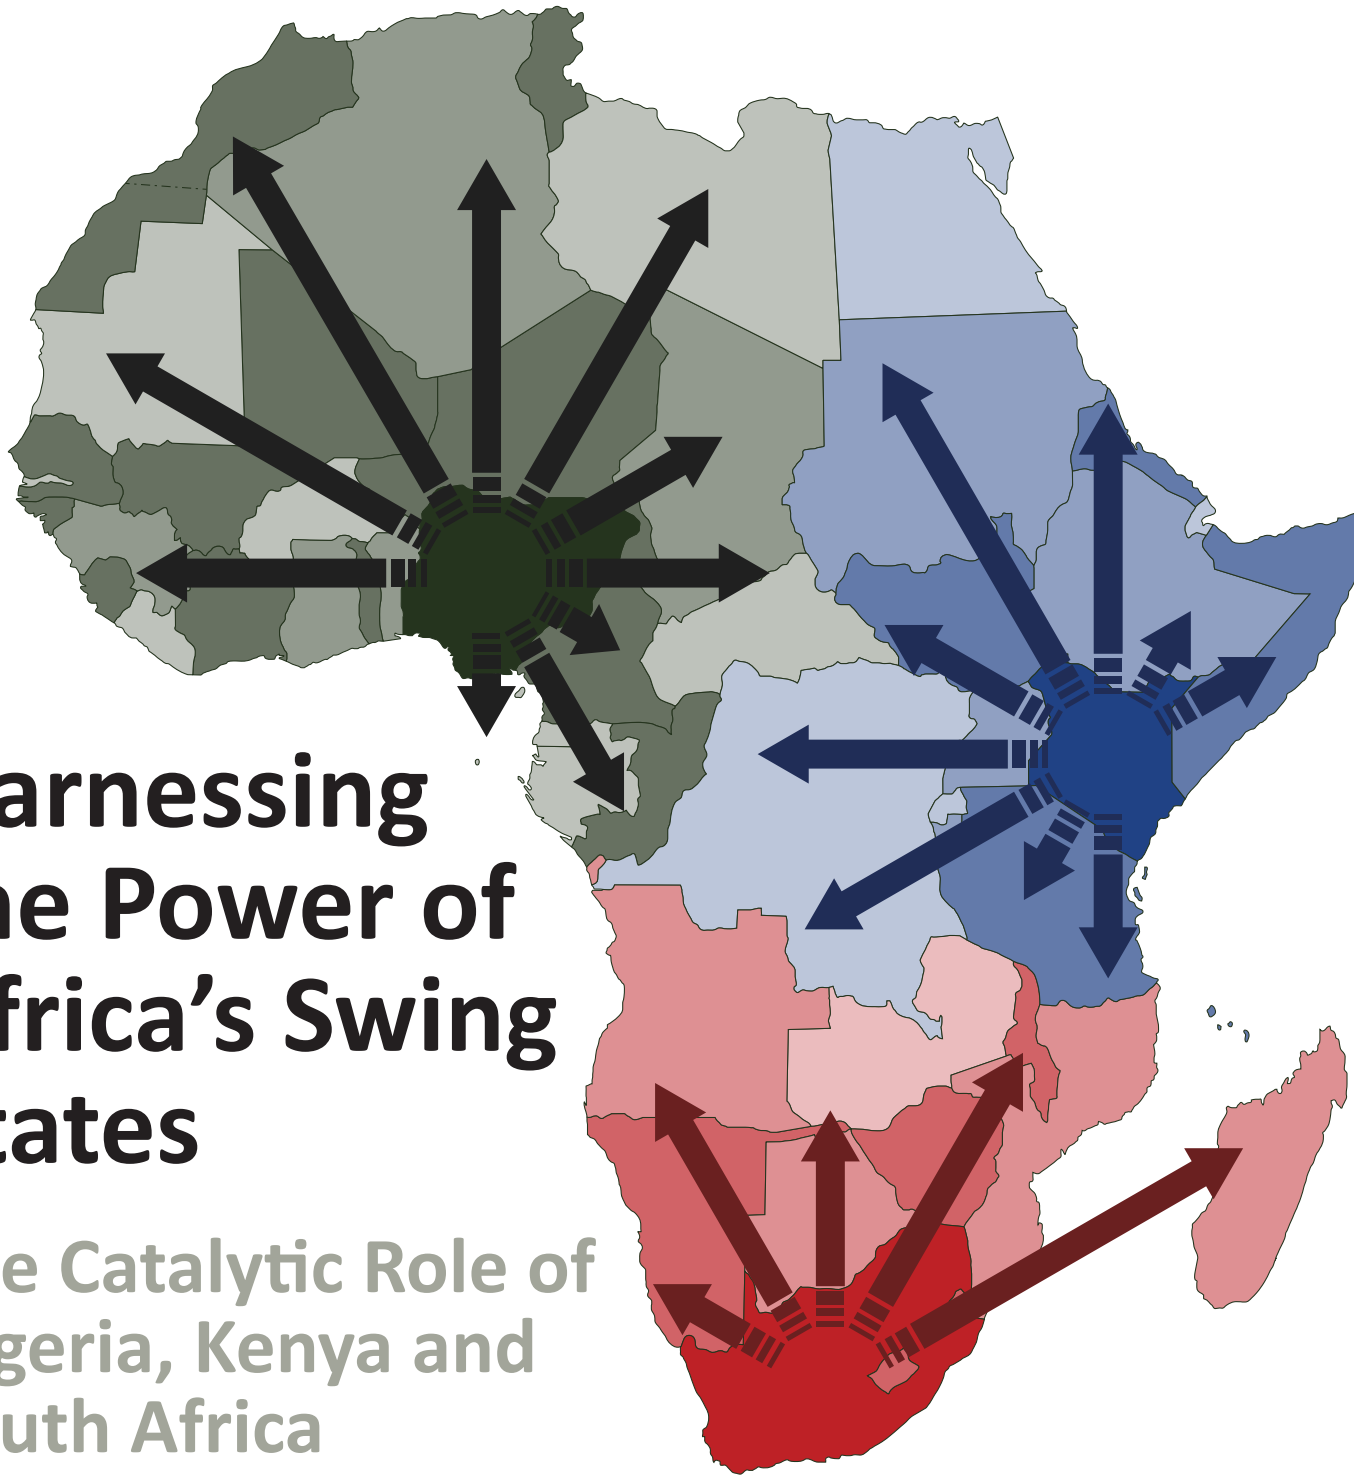 arnessing
he Power of
frica's Swing
tates
e Catalytic Role of
geria, Kenya and
uth Africa